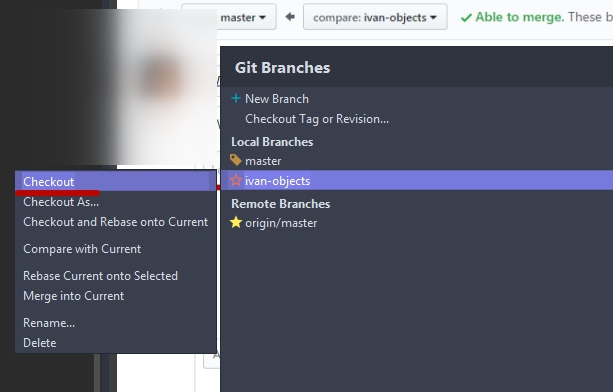 master
compare: ivan-objects
Able to merge. These b
Git Branches
New Branch
Checkout Tag or Revision...
Local Branches
master
ivan-objects
Remote Branches
origin/master
Checkout
Checkout As...
Checkout and Rebase onto Current
Compare with Current
Rebase Current onto Selected
Merge into Current
Rename...
Delete